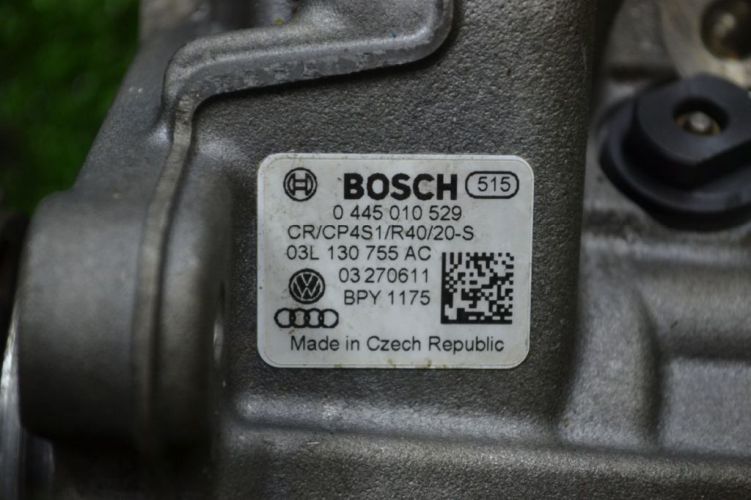 BOSCH 515
0 445 010 529
CR/CP4S1/R40/20-S
03L 130 755 AC
03 270611
BPY 1175
Made in Czech Republic